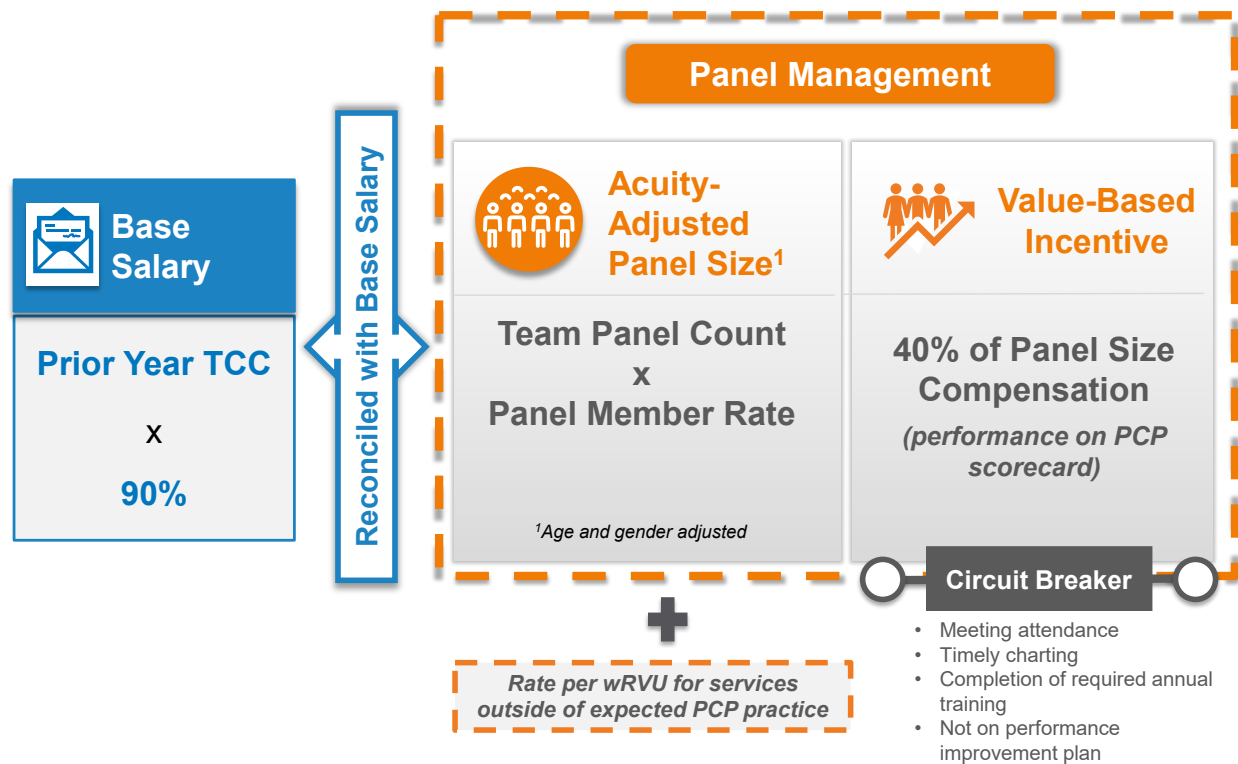 Panel Management
Base
Salary
Prior Year TCC
x
90%
Reconciled with Base Salary
Acuity-
Adjusted
Panel Size¹
Team Panel Count
x
Panel Member Rate
¹Age and gender adjusted
Value-Based
Incentive
40% of Panel Size
Compensation
(performance on PCP
scorecard)
Circuit Breaker
• Meeting attendance
• Timely charting
• Completion of required annual
training
• Not on performance
improvement plan
Rate per wRVU for services
outside of expected PCP practice